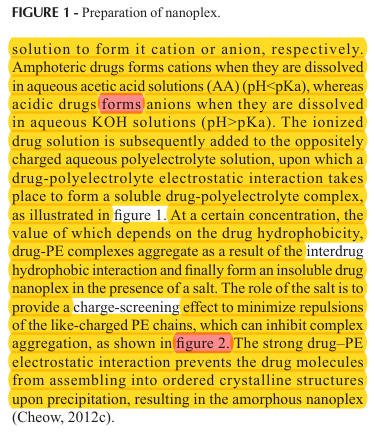 FIGURE 1 - Preparation of nanoplex.
solution to form it cation or anion, respectively.
Amphoteric drugs forms cations when they are dissolved
in aqueous acetic acid solutions (AA) (pH<pKa), whereas
acidic drugs forms anions when they are dissolved
in aqueous KOH solutions (pH>pKa). The ionized
drug solution is subsequently added to the oppositely
charged aqueous polyelectrolyte solution, upon which a
drug-polyelectrolyte electrostatic interaction takes
place to form a soluble drug-polyelectrolyte complex,
as illustrated in figure 1. At a certain concentration, the
value of which depends on the drug hydrophobicity,
drug-PE complexes aggregate as a result of the interdrug
hydrophobic interaction and finally form an insoluble drug
nanoplex in the presence of a salt. The role of the salt is to
provide a charge-screening effect to minimize repulsions
of the like-charged PE chains, which can inhibit complex
aggregation, as shown in figure 2. The strong drug–PE
electrostatic interaction prevents the drug molecules
from assembling into ordered crystalline structures
upon precipitation, resulting in the amorphous nanoplex
(Cheow, 2012c).